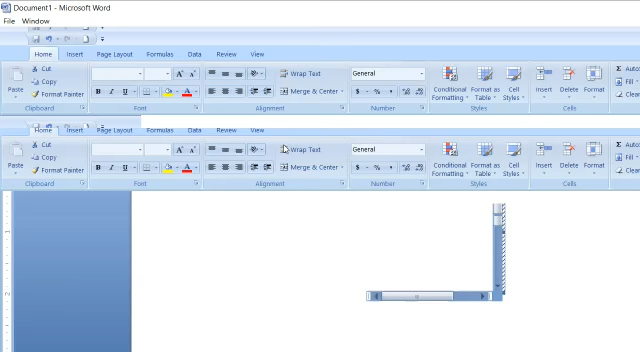 Document1 - Microsoft Word
File Window
Home Insert Page Layout Formulas Data Review View
Cut
Copy
Format Painter
Paste
Wrap Text
Merge & Center
General
$ % ,
Conditional Formatting
Format as Table
Cell Styles
Insert Delete Format
Fill
Clipboard Font Alignment Number Styles Cells
Home Insert Page Layout Formulas Data Review View
Cut
Copy
Format Painter
Paste
B I U
Wrap Text
Merge & Center
General
$ % ,
Conditional Formatting
Format as Table
Cell Styles
Insert Delete Format
Fill
Clipboard Font Alignment Number Styles Cells
1
2